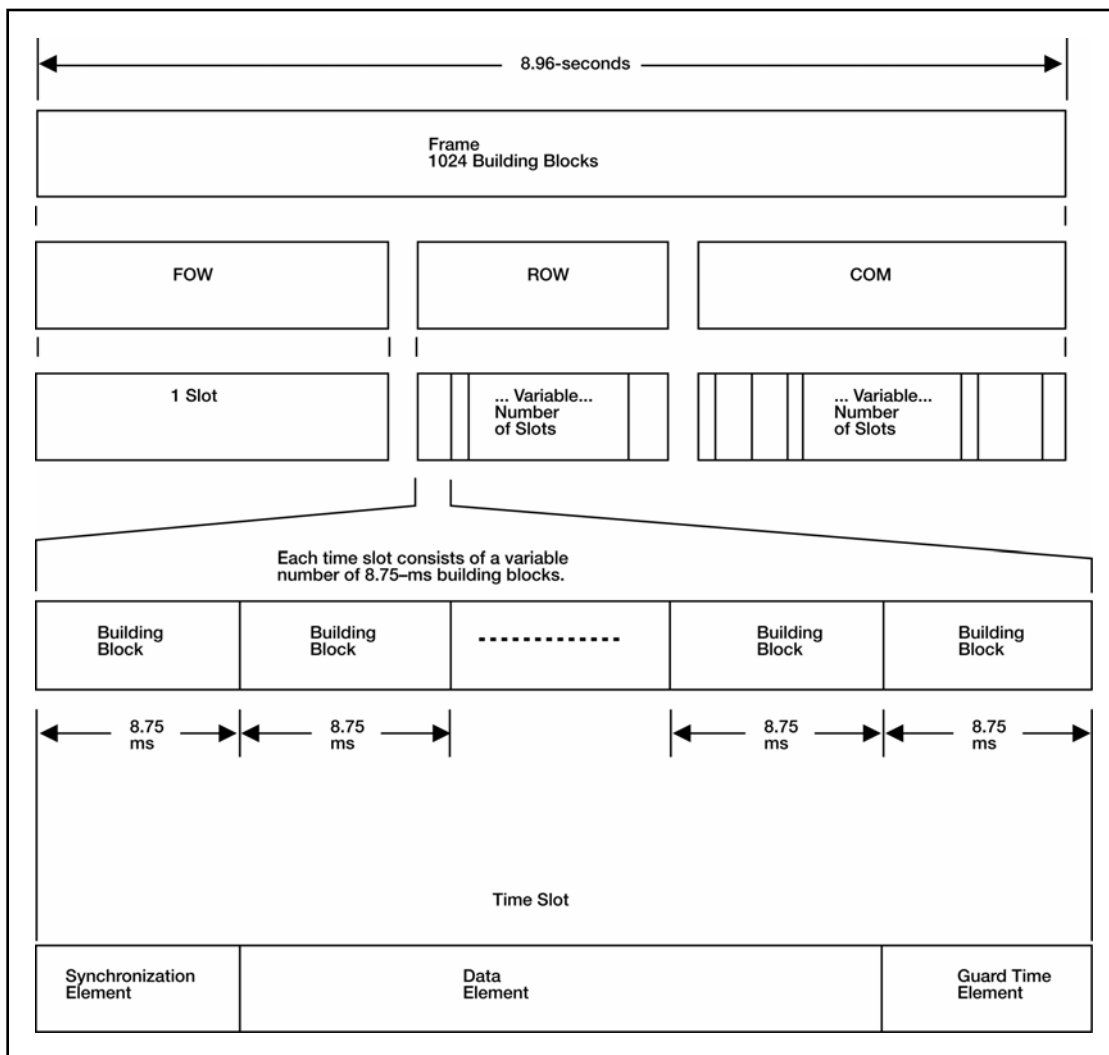 8.96-seconds
Frame
1024 Building Blocks
FOW
ROW
COM
1 Slot
... Variable...
Number
of Slots
... Variable...
Number
of Slots
Each time slot consists of a variable
number of 8.75–ms building blocks.
Building
Block
Building
Block
Building
Block
Building
Block
8.75
ms
8.75
ms
8.75
ms
8.75
ms
Time Slot
Synchronization
Element
Data
Element
Guard Time
Element